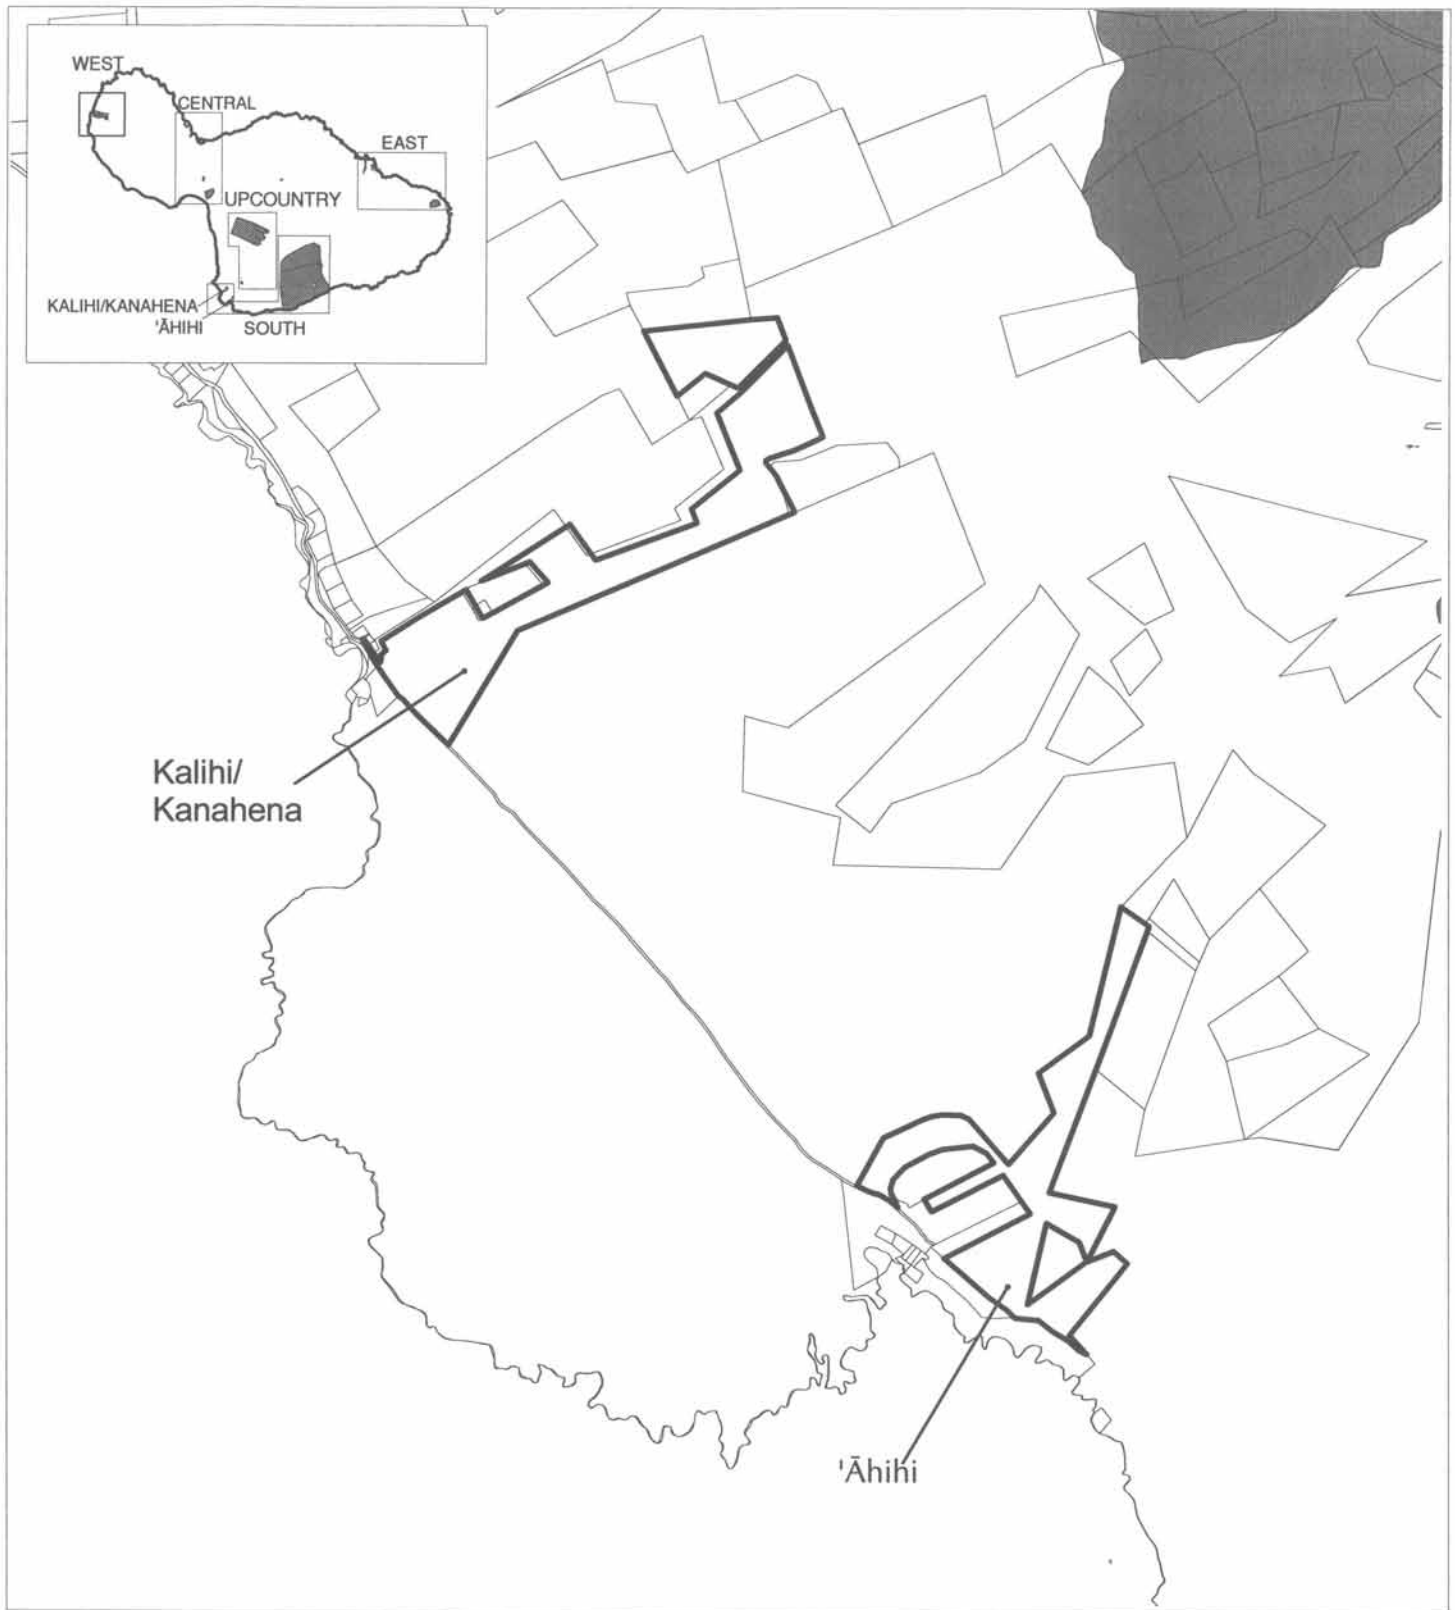 WEST
CENTRAL
EAST
UPCOUNTRY
KALIHI/KANAHENA
'ĀHIHI
SOUTH
Kalihi/
Kanahena
'Āhihi